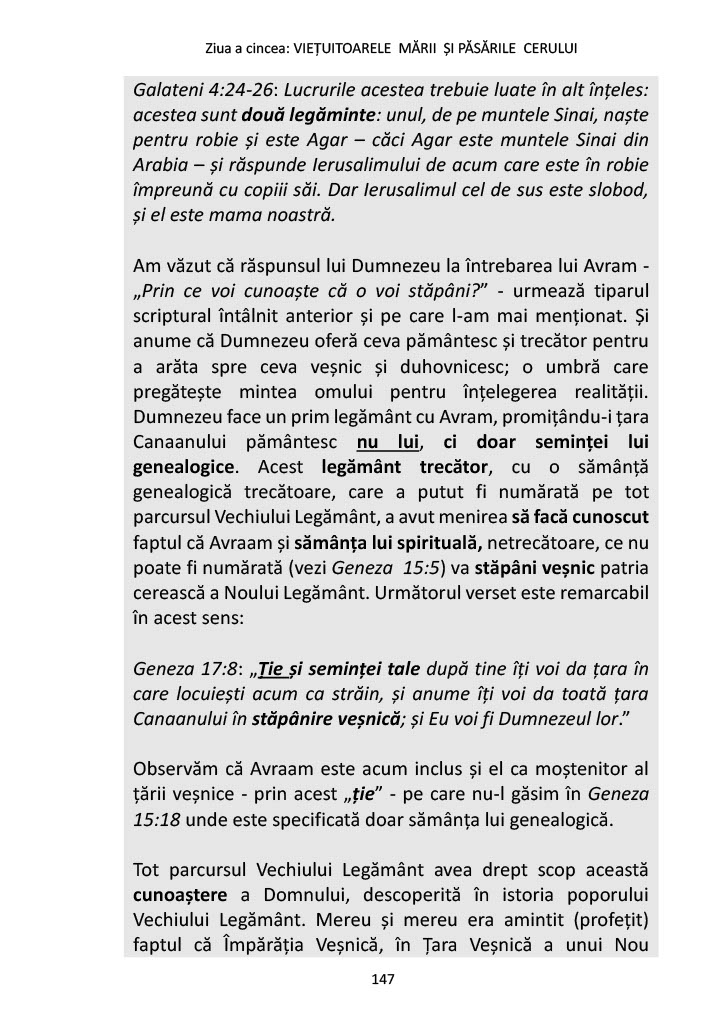 Ziua a cincea: VIEȚUITOARELE MĂRII ȘI PĂSĂRILE CERULUI
Galateni 4:24-26: Lucrurile acestea trebuie luate în alt înțeles:
acestea sunt două legăminte: unul, de pe muntele Sinai, naște
pentru robie și este Agar – căci Agar este muntele Sinai din
Arabia – și răspunde Ierusalimului de acum care este în robie
împreună cu copiii săi. Dar Ierusalimul cel de sus este slobod,
și el este mama noastră.
Am văzut că răspunsul lui Dumnezeu la întrebarea lui Avram -
„Prin ce voi cunoaște că o voi stăpâni?” - urmează tiparul
scriptural întâlnit anterior și pe care l-am mai menționat. Și
anume că Dumnezeu oferă ceva pământesc și trecător pentru
a arăta spre ceva veșnic și duhovnicesc; o umbră care
pregătește mintea omului pentru înțelegerea realității.
Dumnezeu face un prim legământ cu Avram, promițându-i țara
Canaanului pământesc nu lui, ci doar seminței lui
genealogice. Acest legământ trecător, cu o sămânță
genealogică trecătoare, care a putut fi numărată pe tot
parcursul Vechiului Legământ, a avut menirea să facă cunoscut
faptul că Avraam și sămânța lui spirituală, netrecătoare, ce nu
poate fi numărată (vezi Geneza 15:5) va stăpâni veșnic patria
cerească a Noului Legământ. Următorul verset este remarcabil
în acest sens:
Geneza 17:8: „Ție și seminței tale după tine îți voi da țara în
care locuiești acum ca străin, și anume îți voi da toată țara
Canaanului în stăpânire veșnică; și Eu voi fi Dumnezeul lor.”
Observăm că Avraam este acum inclus și el ca moștenitor al
țării veșnice - prin acest „ție” - pe care nu-l găsim în Geneza
15:18 unde este specificată doar sămânța lui genealogică.
Tot parcursul Vechiului Legământ avea drept scop această
cunoaștere a Domnului, descoperită în istoria poporului
Vechiului Legământ. Mereu și mereu era amintit (profețit)
faptul că Împărăția Veșnică, în Țara Veșnică a unui Nou
147